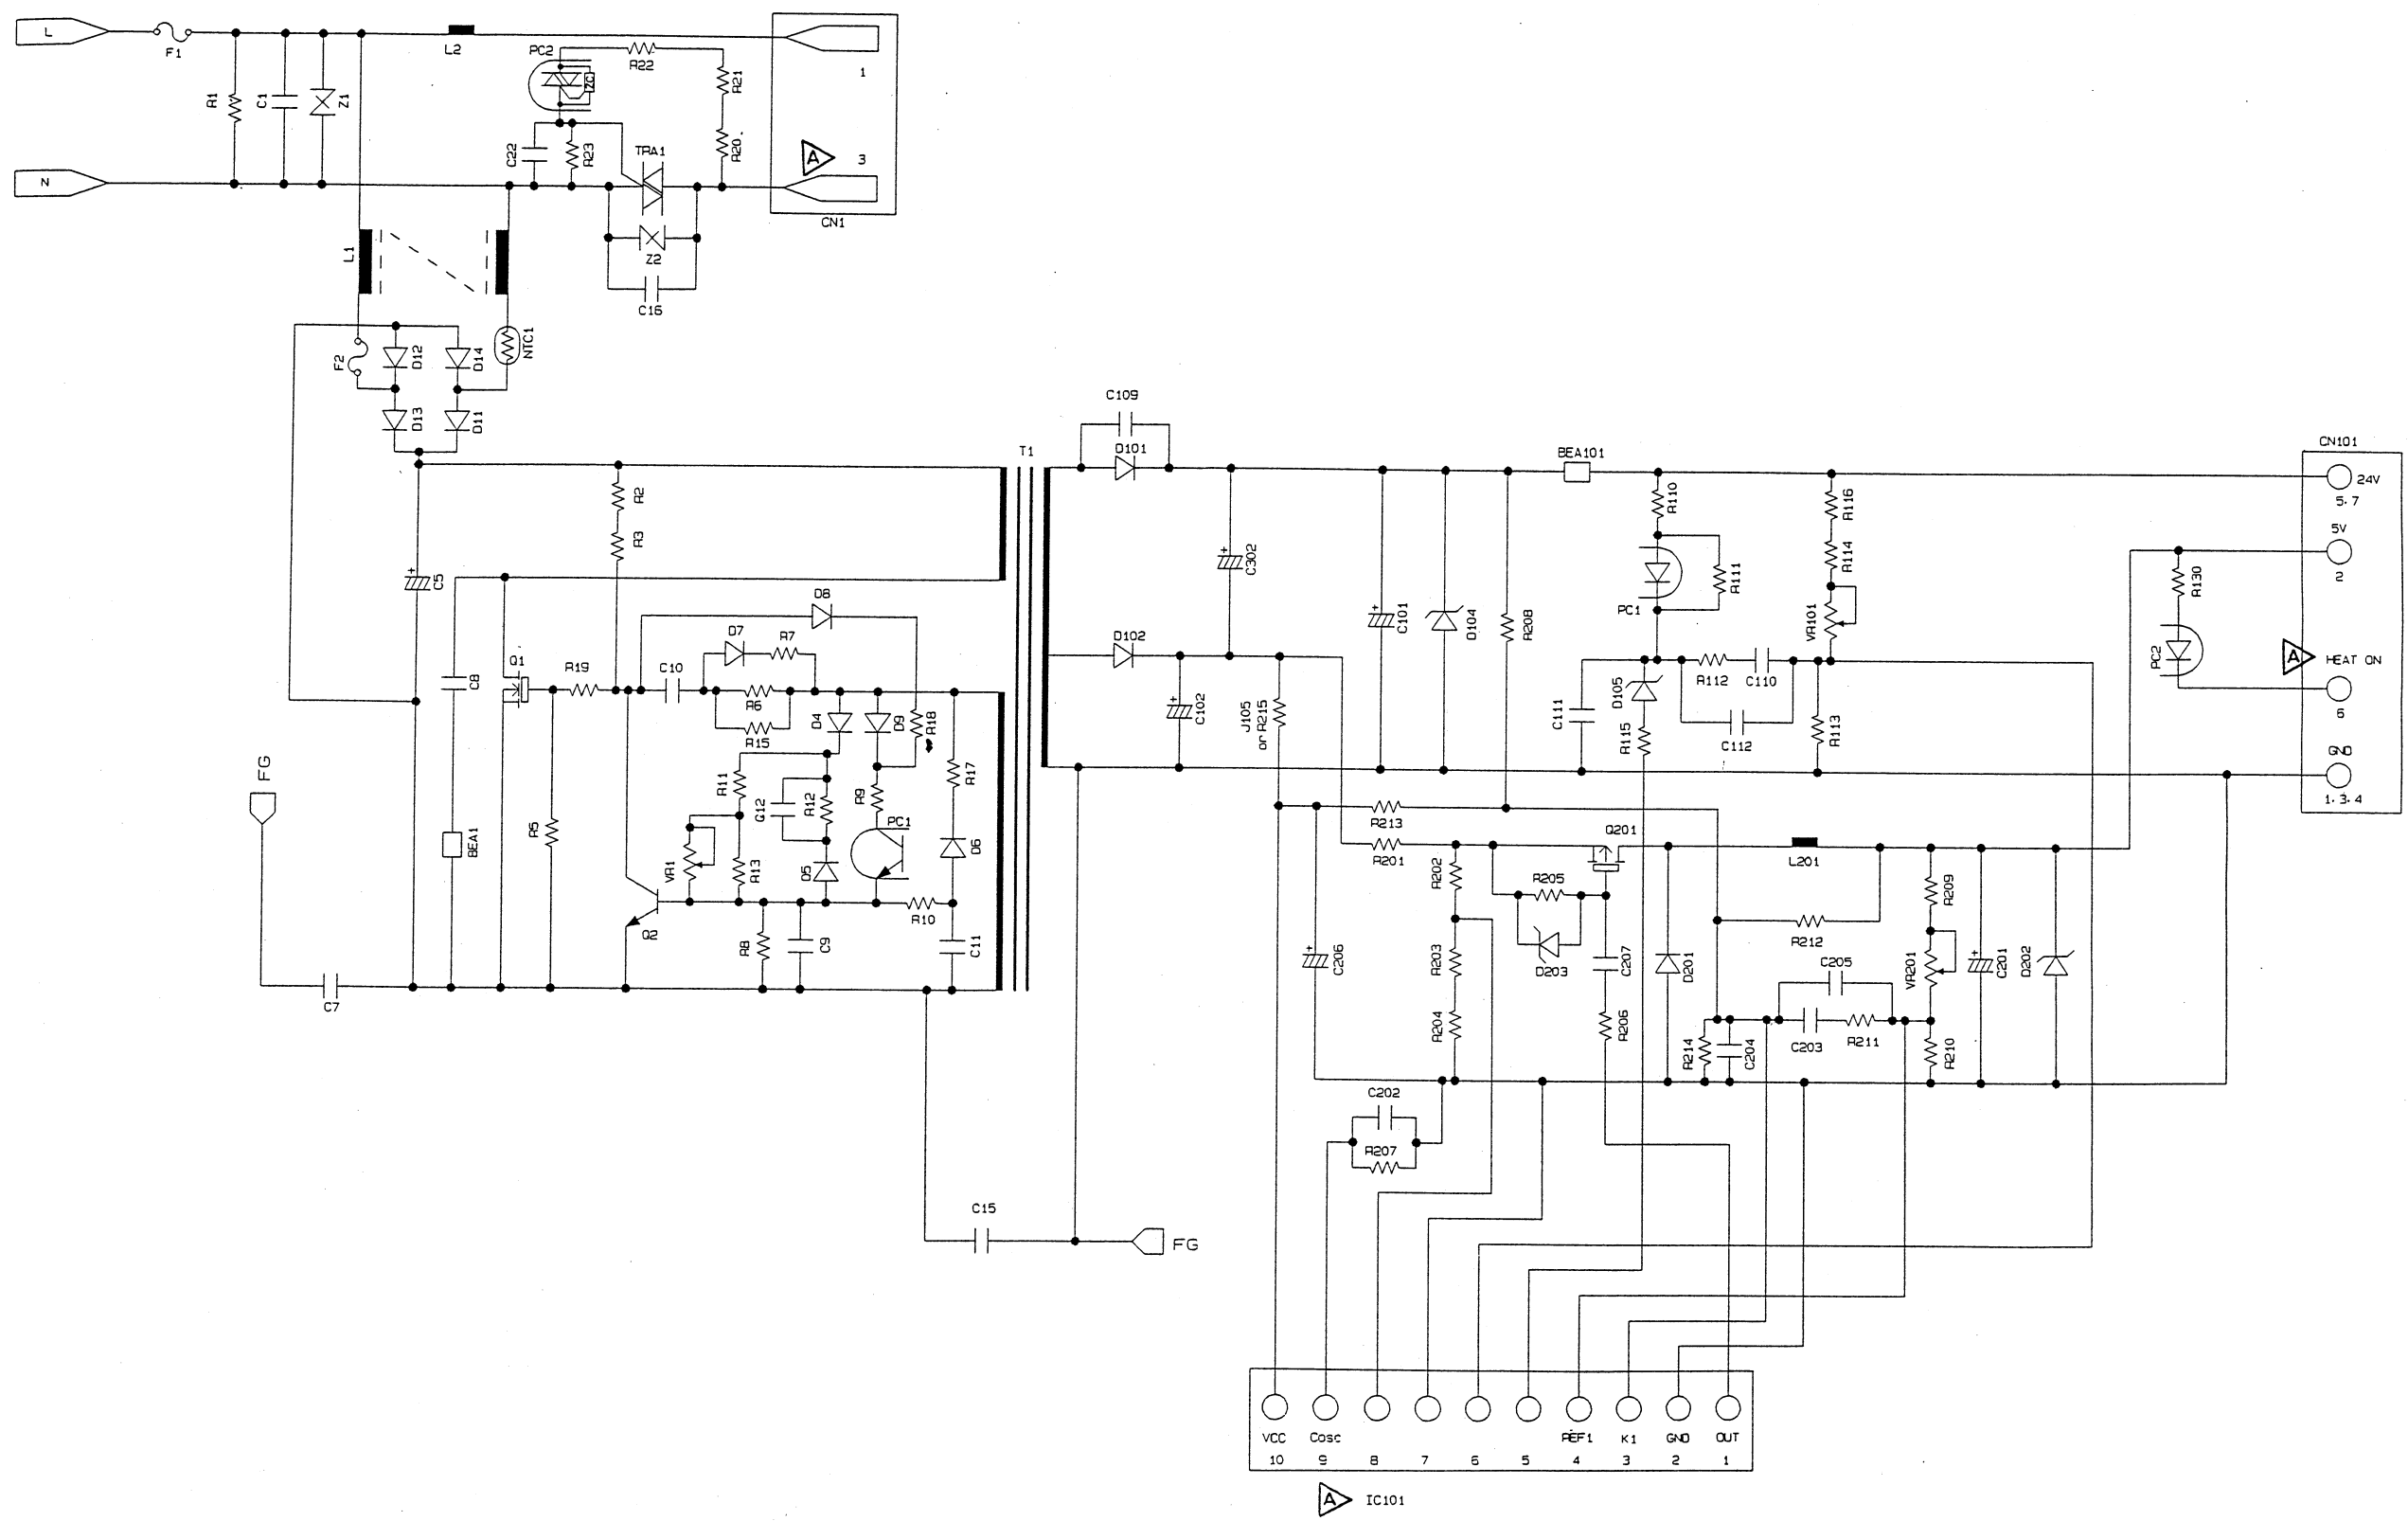 L
F1
L2
PC2
R22
R21
ZC
1
R1
C1
Z1
C22
R23
TRA1
R20
A
3
N
CN1
Z2
C16
L1
F2
D12
D14
NTC1
D13
D11
C109
T1
D101
BEA101
CN101
24V
5.7
R2
R3
R110
R116
5V
C5
C302
R114
2
R130
D8
PC1
R111
C101
D104
R208
VR101
D7
R7
D102
Q1
R19
C10
C8
R6
R15
D4
D9
R18
C102
J105
or R215
D105
R112
C110
C111
R115
C112
R113
PC2
A
HEAT ON
6
GND
1.3.4
FG
R11
Q12
R12
R9
R17
PC1
R5
BEA1
VR1
R13
D5
D6
R213
Q201
R201
L201
R202
R205
R209
R10
Q2
R8
C9
C11
R212
C206
R203
D203
C207
D201
C205
VR201
C201
D202
C7
R204
R206
R214
C204
C203
R211
R210
C202
R207
C15
FG
VCC
Cosc
REF1
K1
GND
OUT
10
9
8
7
6
5
4
3
2
1
A
IC101